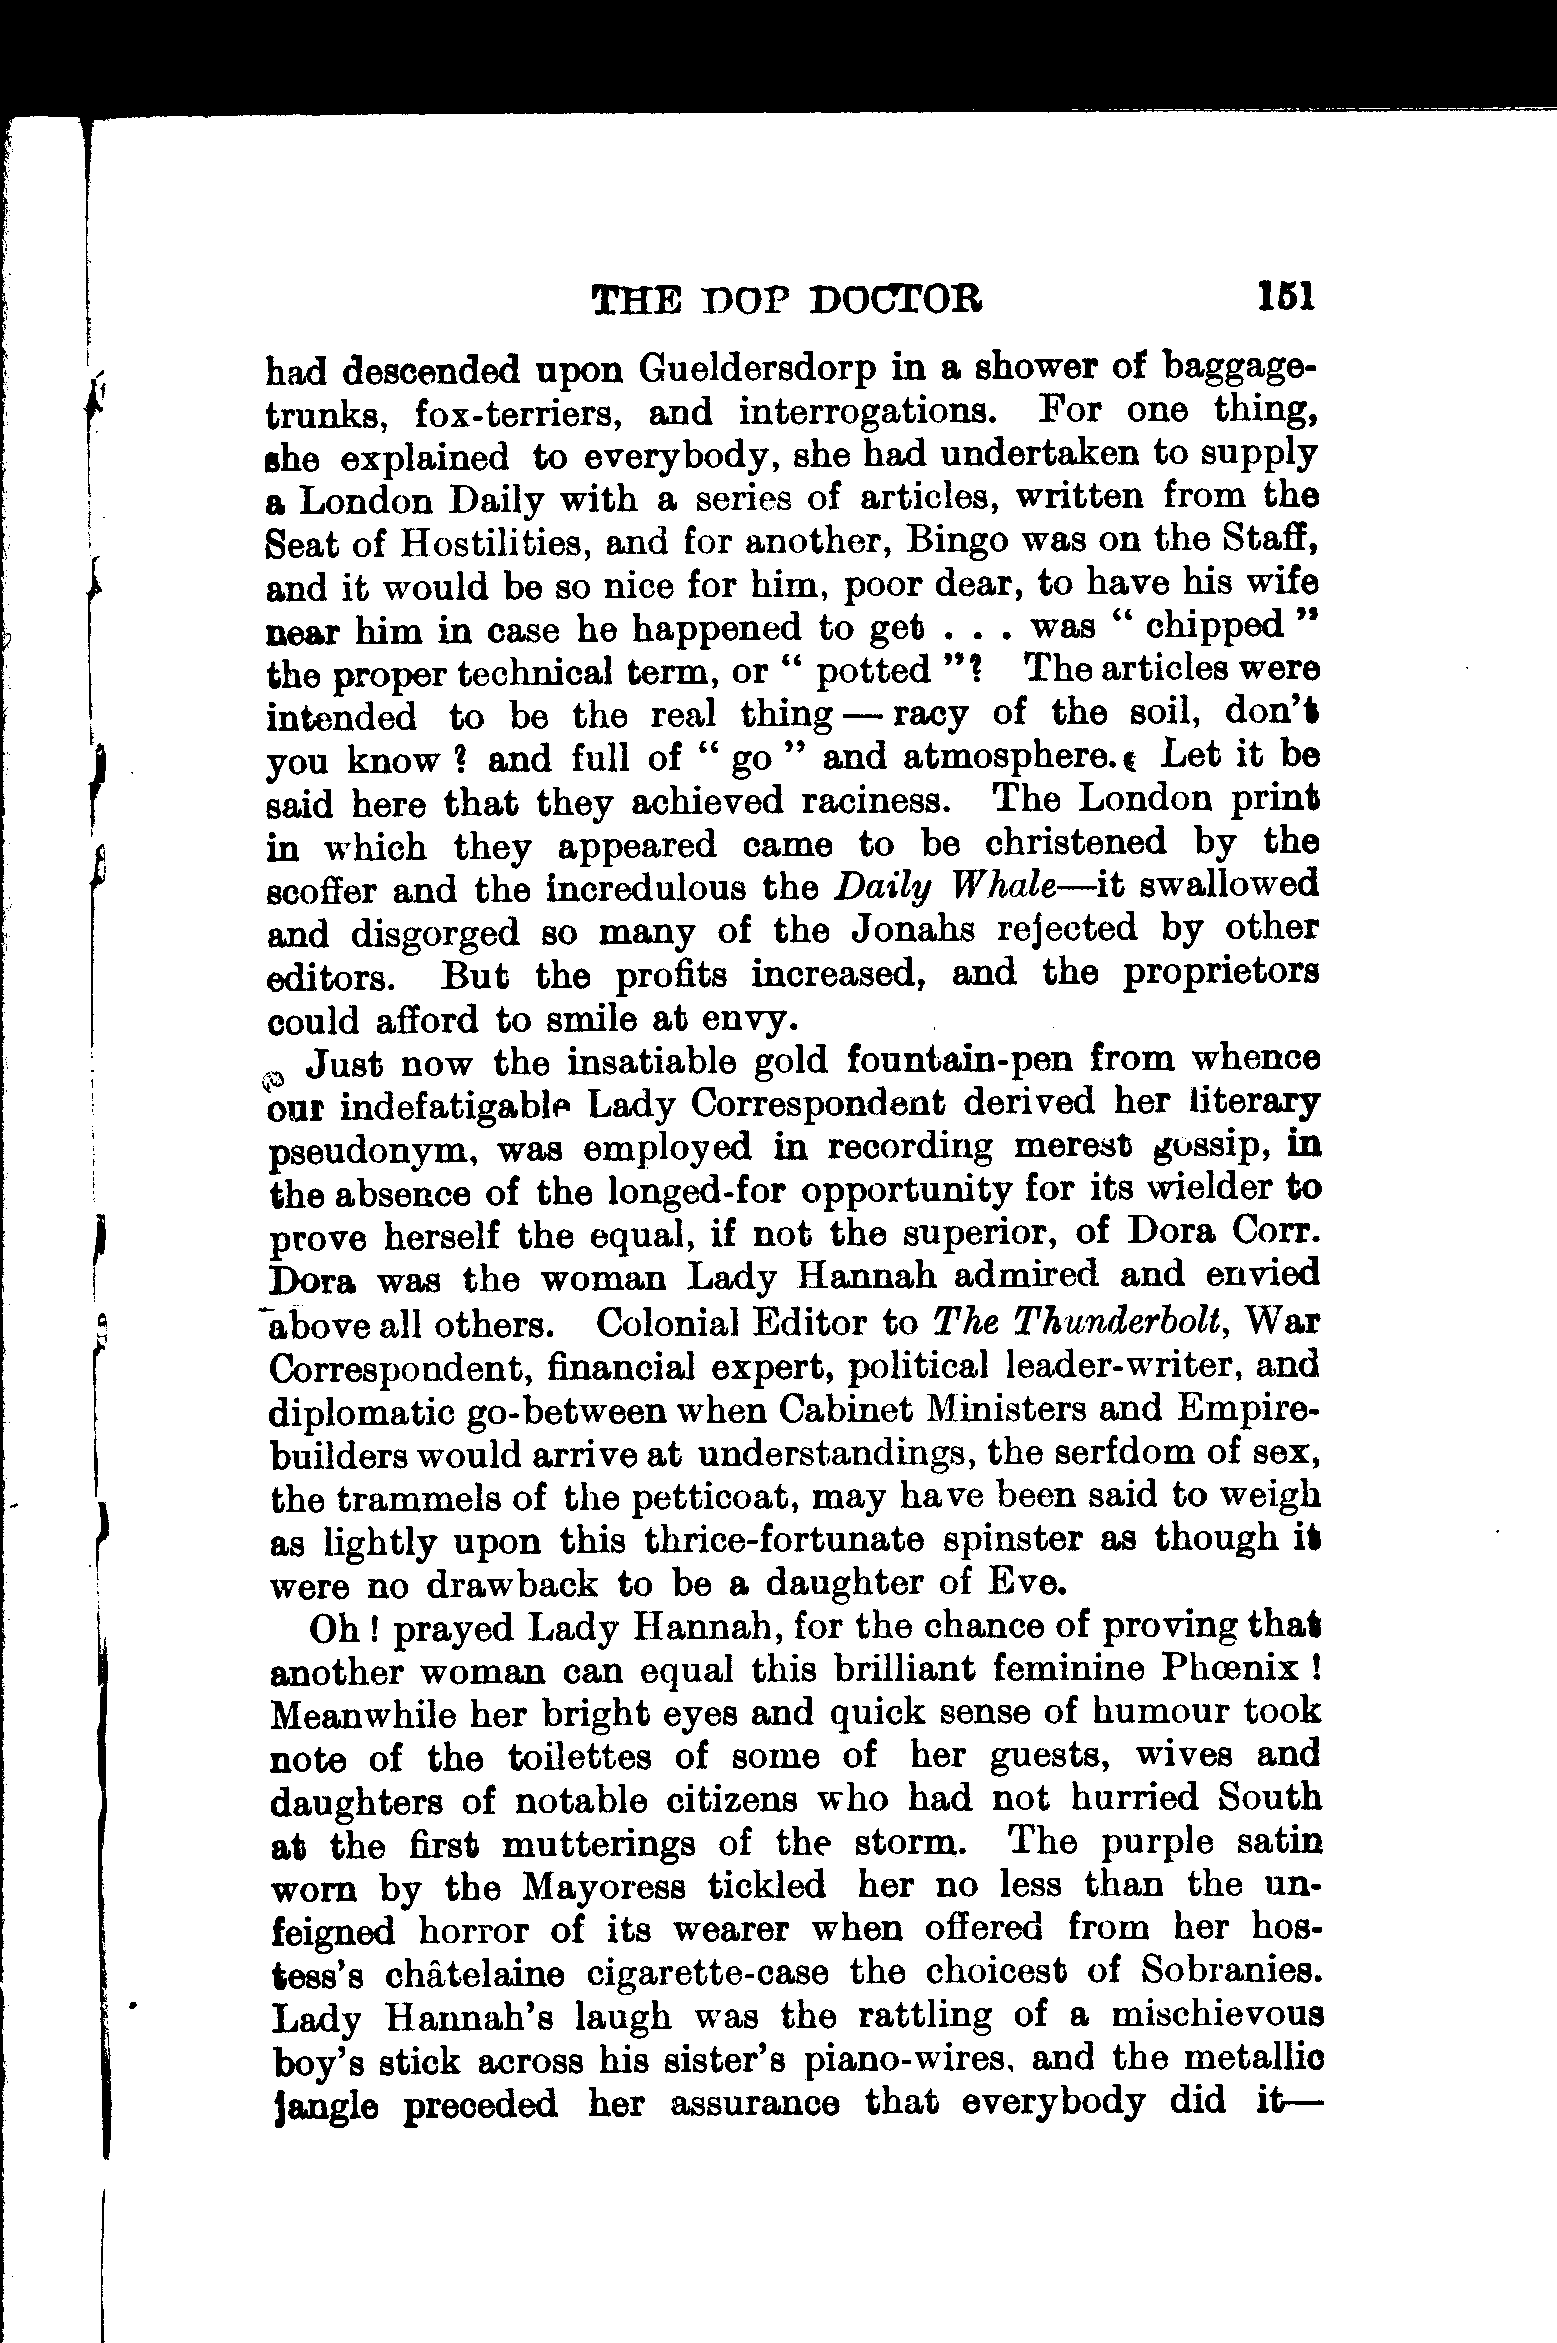 THE DOP DOCTOR 151
had descended upon Gueldersdorp in a shower of baggage-
trunks, fox-terriers, and interrogations. For one thing,
she explained to everybody, she had undertaken to supply
a London Daily with a series of articles, written from the
Seat of Hostilities, and for another, Bingo was on the Staff,
and it would be so nice for him, poor dear, to have his wife
near him in case he happened to get . . . was “ chipped ”
the proper technical term, or “ potted ”? The articles were
intended to be the real thing — racy of the soil, don't
you know ? and full of “ go ” and atmosphere. Let it be
said here that they achieved raciness. The London print
in which they appeared came to be christened by the
scoffer and the incredulous the Daily Whale—it swallowed
and disgorged so many of the Jonahs rejected by other
editors. But the profits increased, and the proprietors
could afford to smile at envy.
Just now the insatiable gold fountain-pen from whence
our indefatigable Lady Correspondent derived her literary
pseudonym, was employed in recording merest gossip, in
the absence of the longed-for opportunity for its wielder to
prove herself the equal, if not the superior, of Dora Corr.
Dora was the woman Lady Hannah admired and envied
above all others. Colonial Editor to The Thunderbolt, War
Correspondent, financial expert, political leader-writer, and
diplomatic go-between when Cabinet Ministers and Empire-
builders would arrive at understandings, the serfdom of sex,
the trammels of the petticoat, may have been said to weigh
as lightly upon this thrice-fortunate spinster as though it
were no drawback to be a daughter of Eve.
Oh ! prayed Lady Hannah, for the chance of proving that
another woman can equal this brilliant feminine Phœnix !
Meanwhile her bright eyes and quick sense of humour took
note of the toilettes of some of her guests, wives and
daughters of notable citizens who had not hurried South
at the first mutterings of the storm. The purple satin
worn by the Mayoress tickled her no less than the un-
feigned horror of its wearer when offered from her hos-
tess's châtelaine cigarette-case the choicest of Sobranies.
Lady Hannah's laugh was the rattling of a mischievous
boy's stick across his sister's piano-wires, and the metallic
jangle preceded her assurance that everybody did it—